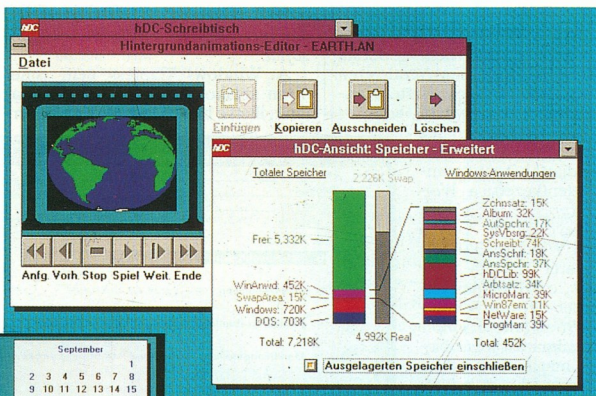 hDC hDC-Schreibtisch
Hintergrundanimations-Editor - EARTHLAN
Datei
Einfügen Kopieren Ausschneiden Löschen
Anfg. Vorh. Stop Spiel Weit. Ende
hDC hDC-Ansicht: Speicher - Erweitert
Totaler Speicher
2,226K Swap
Windows-Anwendungen
Frei: 5,332K
WinAnwd: 452K
SwapArea: 15K
Windows: 720K
DOS: 703K
Total: 7,218K
4,992K Real
Zchnsatz: 15K
Album: 32K
AutSpchn: 17K
SysVbsrg: 22K
Schreibt: 74K
AnsSchrf: 18K
AnsSpchr: 37K
hDCLib: 99K
Arbtsatz: 34K
MicroMan: 39K
Win87em: 11K
NetWare: 15K
ProgMan: 39K
Total: 452K
Ausgelagerten Speicher einschließen
September
1
2 3 4 5 6 7 8
9 10 11 12 13 14 15